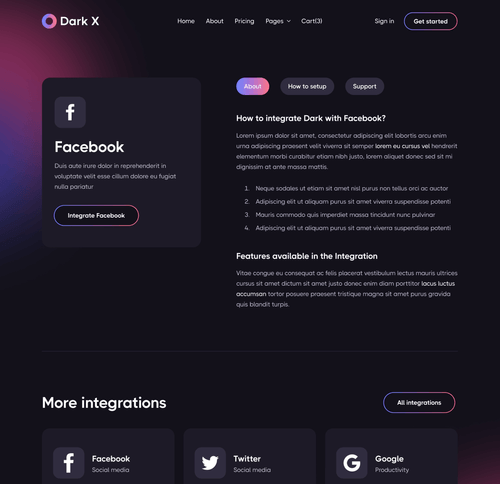 Dark X
Home About Pricing Pages Cart(3) Sign in Get started
Facebook
Duis aute irure dolor in reprehenderit in
voluptate velit esse cillum dolore eu fugiat
nulla pariatur
Integrate Facebook
About How to setup Support
How to integrate Dark with Facebook?
Lorem ipsum dolor sit amet, consectetur adipiscing elit lobortis arcu enim
urna adipiscing praesent velit viverra sit semper lorem eu cursus vel hendrerit
elementum morbi curabitur etiam nibh justo, lorem aliquet donec sed sit mi
dignissim at ante massa mattis.
1. Neque sodales ut etiam sit amet nisl purus non tellus orci ac auctor
2. Adipiscing elit ut aliquam purus sit amet viverra suspendisse potenti
3. Mauris commodo quis imperdiet massa tincidunt nunc pulvinar
4. Adipiscing elit ut aliquam purus sit amet viverra suspendisse potenti
Features available in the Integration
Vitae congue eu consequat ac felis placerat vestibulum lectus mauris ultrices
cursus sit amet dictum sit amet justo donec enim diam porttitor lacus luctus
accumsan tortor posuere praesent tristique magna sit amet purus gravida
quis blandit turpis.
More integrations
All integrations
Facebook
Social media
Twitter
Social media
Google
Productivity